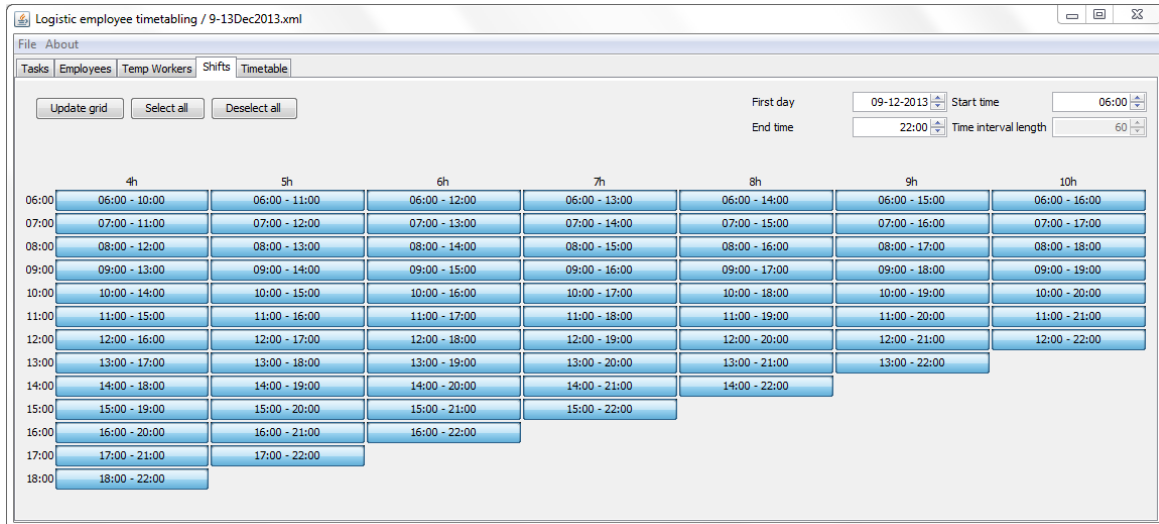 Logistic employee timetabling / 9-13Dec2013.xml
File About
Tasks Employees Temp Workers Shifts Timetable
Update grid Select all Deselect all First day 09-12-2013 Start time 06:00
End time 22:00 Time interval length 60
4h 5h 6h 7h 8h 9h 10h
06:00 06:00 - 10:00 06:00 - 11:00 06:00 - 12:00 06:00 - 13:00 06:00 - 14:00 06:00 - 15:00 06:00 - 16:00
07:00 07:00 - 11:00 07:00 - 12:00 07:00 - 13:00 07:00 - 14:00 07:00 - 15:00 07:00 - 16:00 07:00 - 17:00
08:00 08:00 - 12:00 08:00 - 13:00 08:00 - 14:00 08:00 - 15:00 08:00 - 16:00 08:00 - 17:00 08:00 - 18:00
09:00 09:00 - 13:00 09:00 - 14:00 09:00 - 15:00 09:00 - 16:00 09:00 - 17:00 09:00 - 18:00 09:00 - 19:00
10:00 10:00 - 14:00 10:00 - 15:00 10:00 - 16:00 10:00 - 17:00 10:00 - 18:00 10:00 - 19:00 10:00 - 20:00
11:00 11:00 - 15:00 11:00 - 16:00 11:00 - 17:00 11:00 - 18:00 11:00 - 19:00 11:00 - 20:00 11:00 - 21:00
12:00 12:00 - 16:00 12:00 - 17:00 12:00 - 18:00 12:00 - 19:00 12:00 - 20:00 12:00 - 21:00 12:00 - 22:00
13:00 13:00 - 17:00 13:00 - 18:00 13:00 - 19:00 13:00 - 20:00 13:00 - 21:00 13:00 - 22:00
14:00 14:00 - 18:00 14:00 - 19:00 14:00 - 20:00 14:00 - 21:00 14:00 - 22:00
15:00 15:00 - 19:00 15:00 - 20:00 15:00 - 21:00 15:00 - 22:00
16:00 16:00 - 20:00 16:00 - 21:00 16:00 - 22:00
17:00 17:00 - 21:00 17:00 - 22:00
18:00 18:00 - 22:00